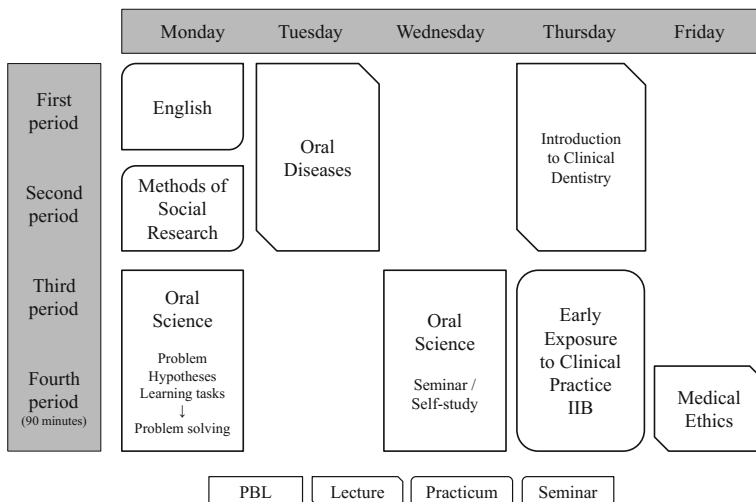 Monday
Tuesday
Wednesday
Thursday
Friday
First
period
English
Oral
Diseases
Introduction
to Clinical
Dentistry
Second
period
Methods of
Social
Research
Third
period
Oral
Science
Problem
Hypotheses
Learning tasks
↓
Problem solving
Oral
Science
Seminar /
Self-study
Early
Exposure
to Clinical
Practice
IIB
Fourth
period
(90 minutes)
Medical
Ethics
PBL
Lecture
Practicum
Seminar